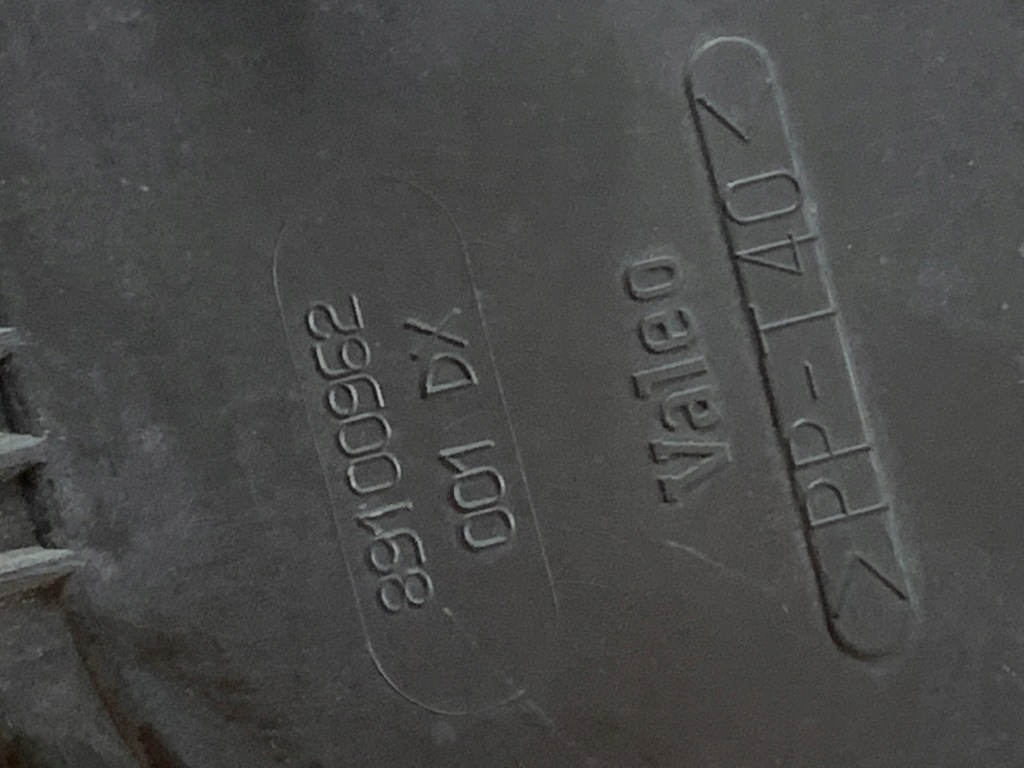 89100962
001 DX
Valeo
>PP-T40<